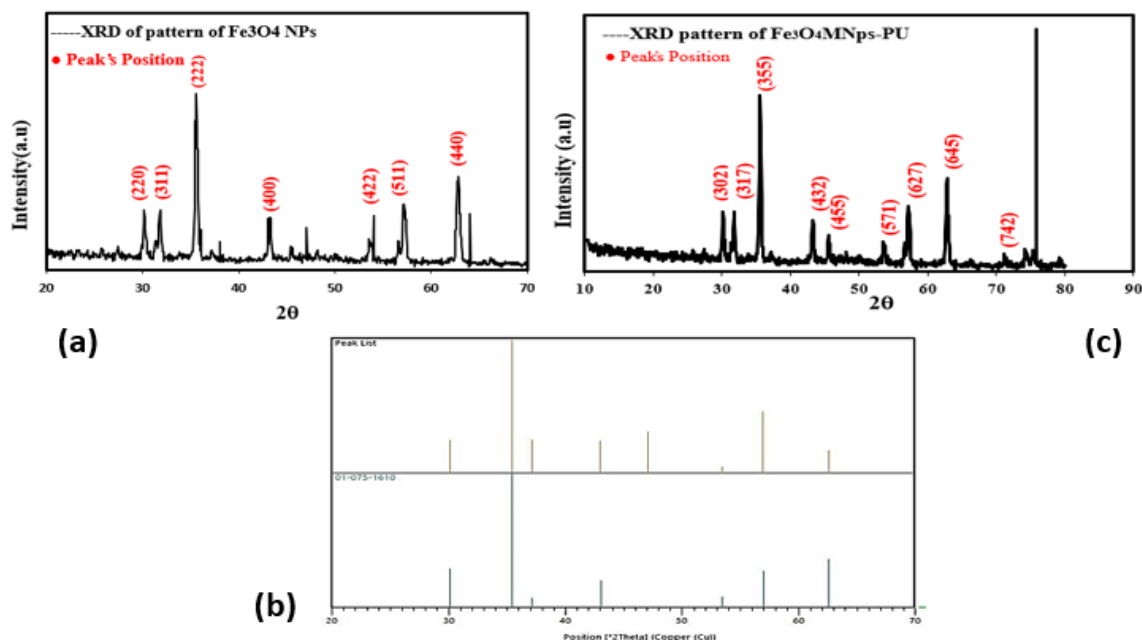 -----XRD of pattern of Fe3O4 NPs
• Peak's Position
(220)
(311)
(222)
(400)
(422)
(511)
(440)
Intensity(a.u)
20
30
40
50
60
70
2θ
(a)
----XRD pattern of Fe₃O₄MNps-PU
• Peak's Position
(302)
(317)
(355)
(432)
(455)
(571)
(627)
(645)
(742)
Intensity (a.u)
10
20
30
40
50
60
70
80
90
2θ
(c)
Peak List
01-075-1610
20
30
40
50
60
70
Position [°2Theta] (Copper (Cu))
(b)